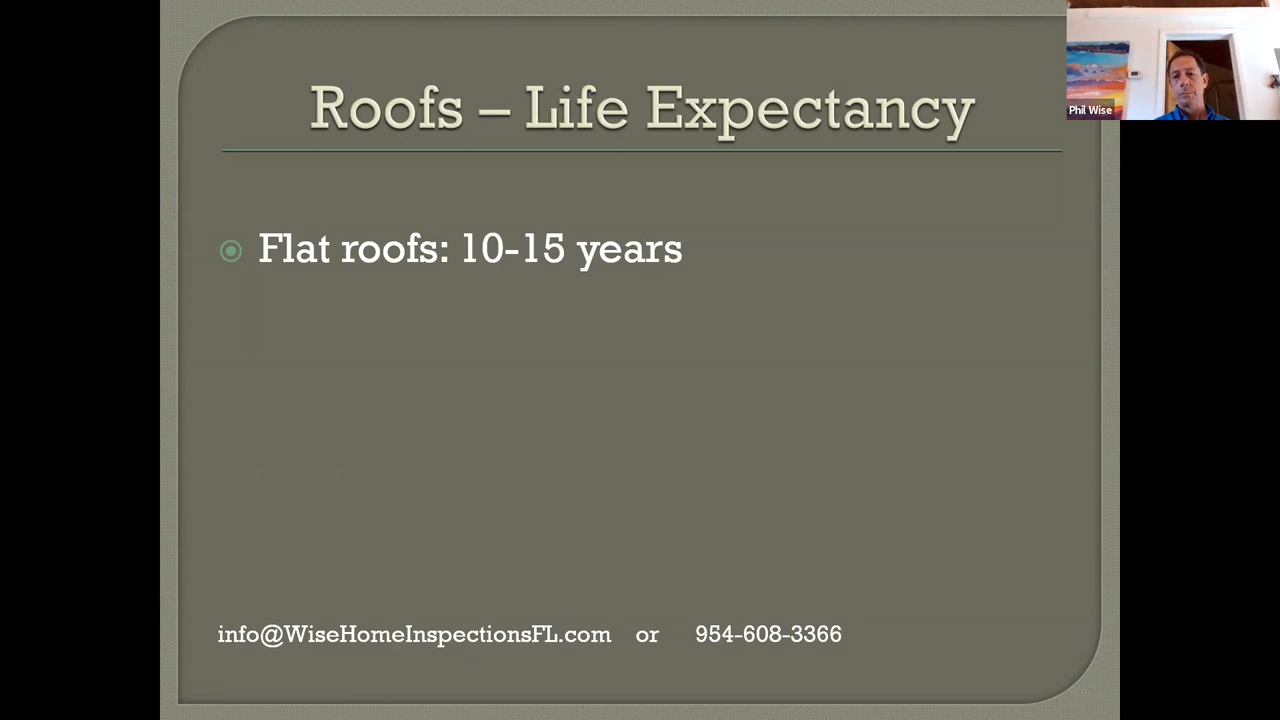 Roofs – Life Expectancy
Phil Wise
Flat roofs: 10-15 years
info@WiseHomeInspectionsFL.com or 954-608-3366